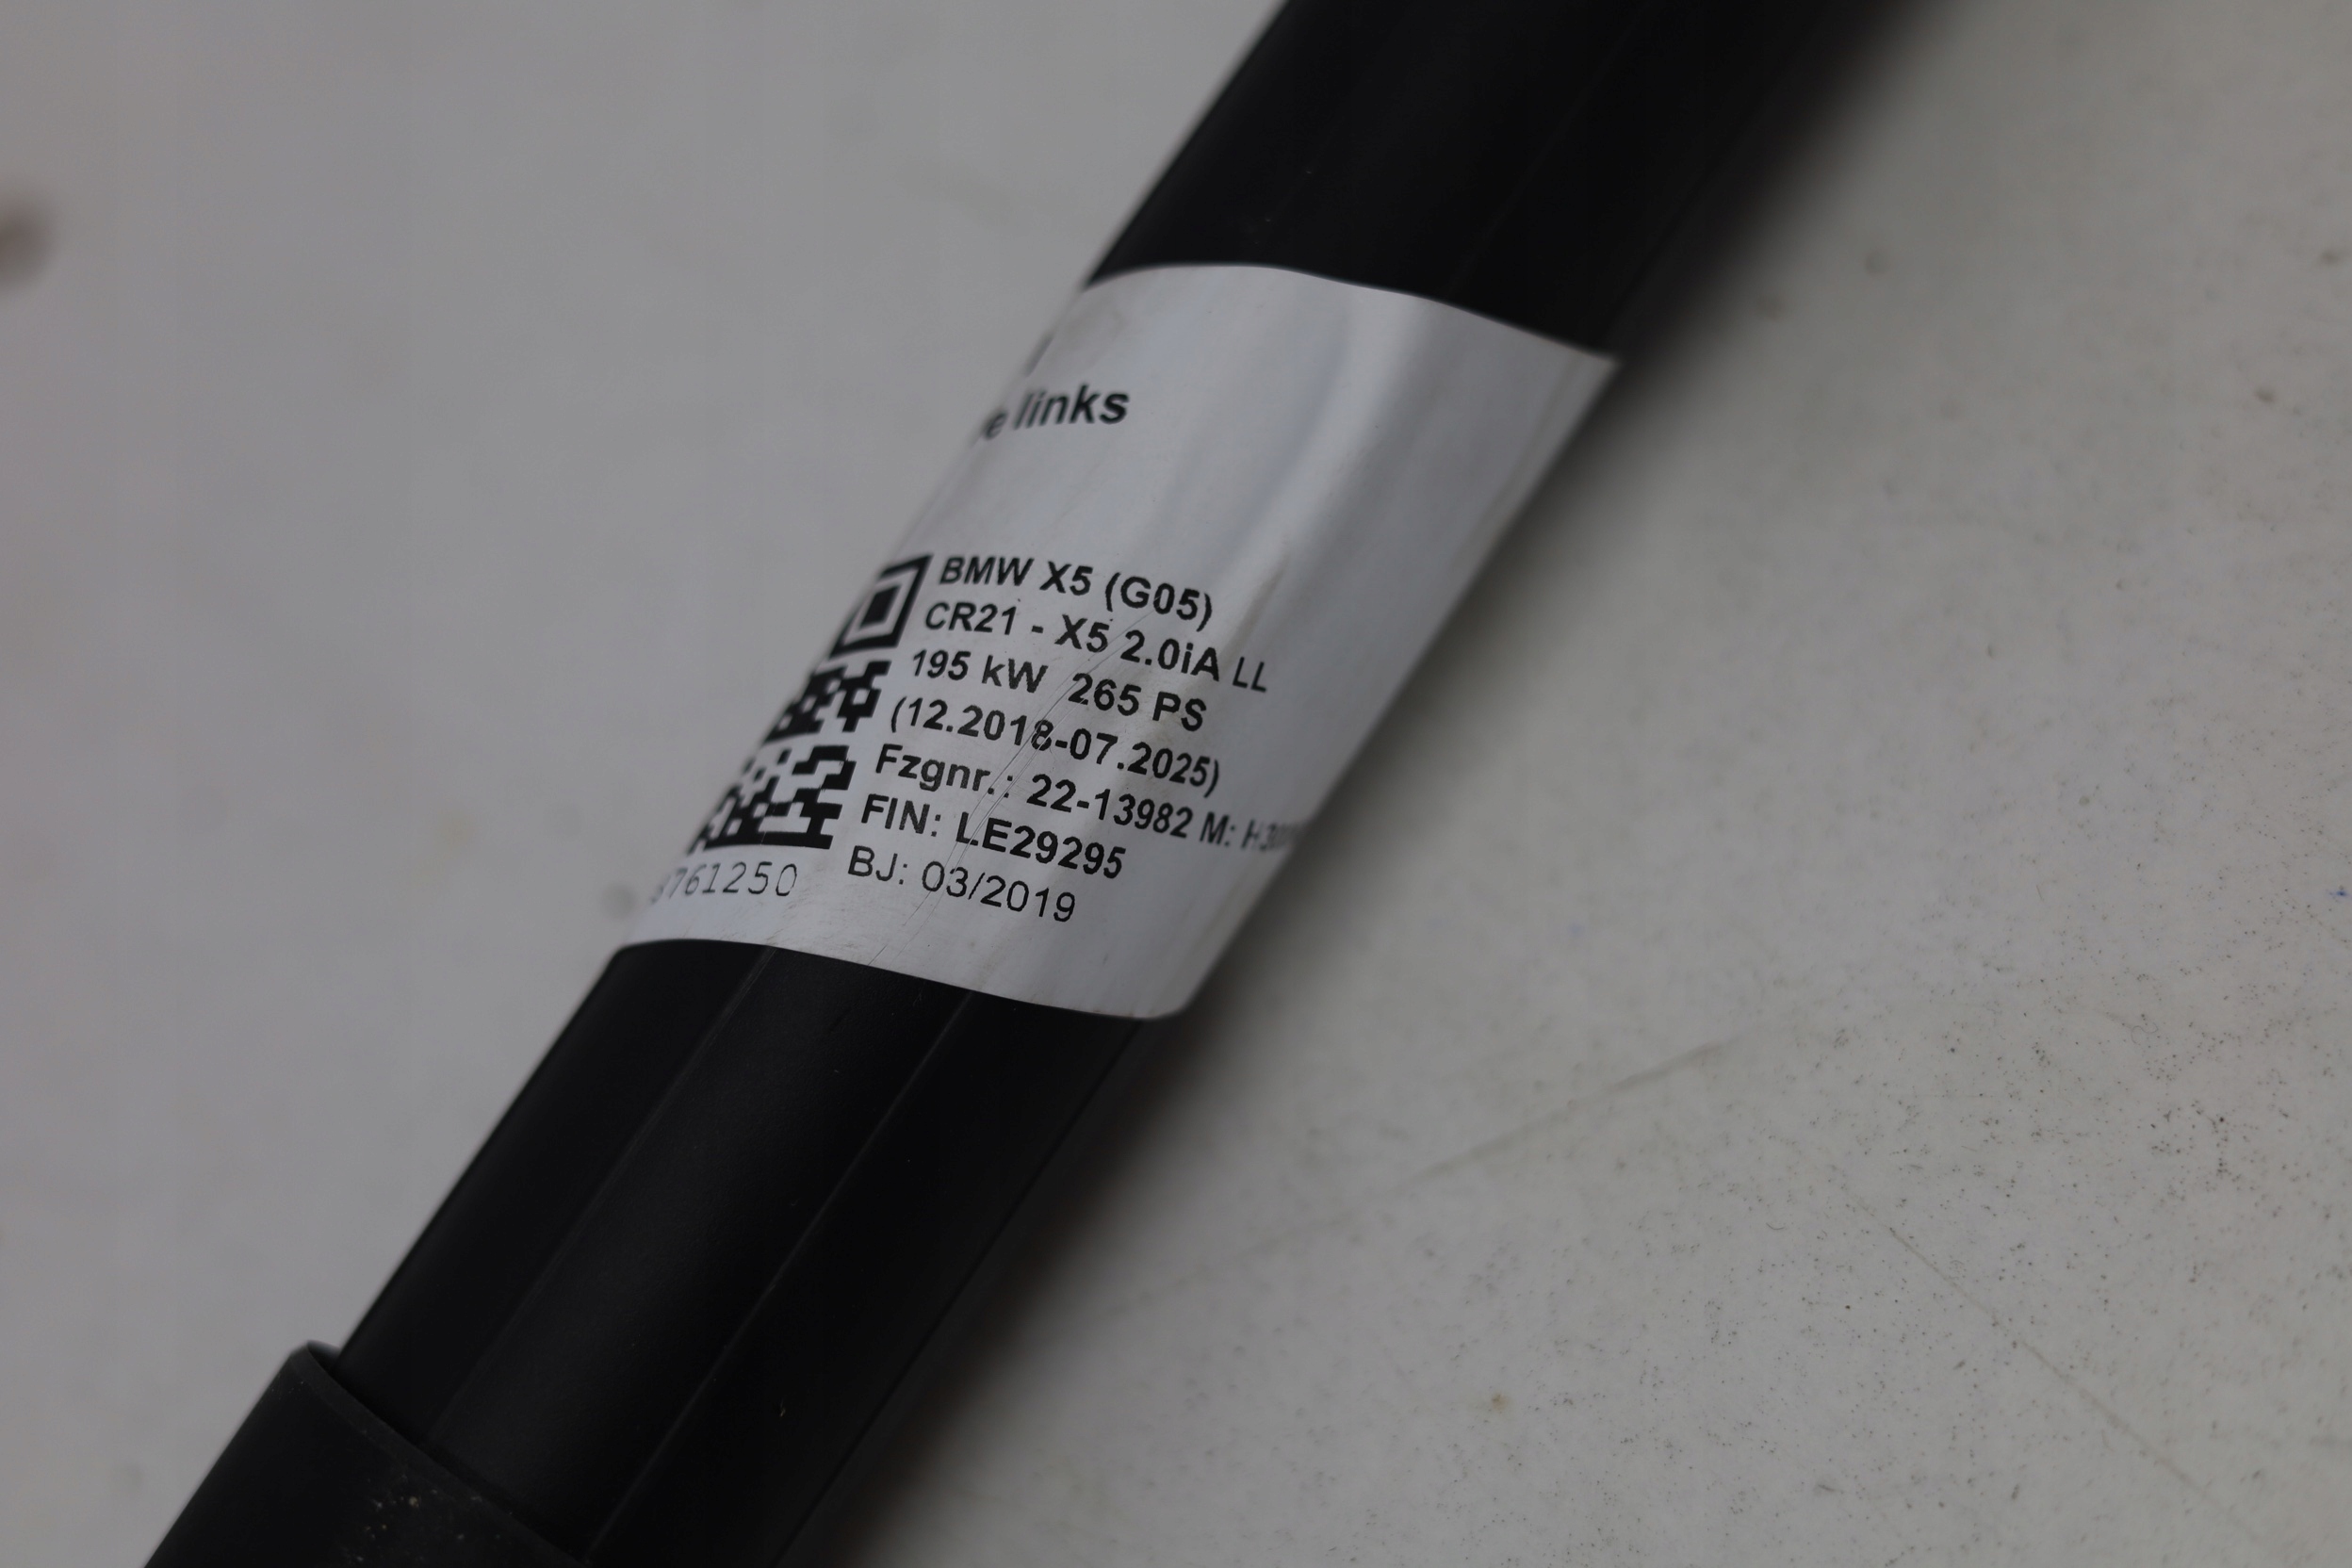 links
BMW X5 (G05)
CR21 - X5 2.0iA LL
195 kW 265 PS
(12.2018-07.2025)
Fzgnr.: 22-13982 M:
FIN: LE29295
BJ: 03/2019
8761250